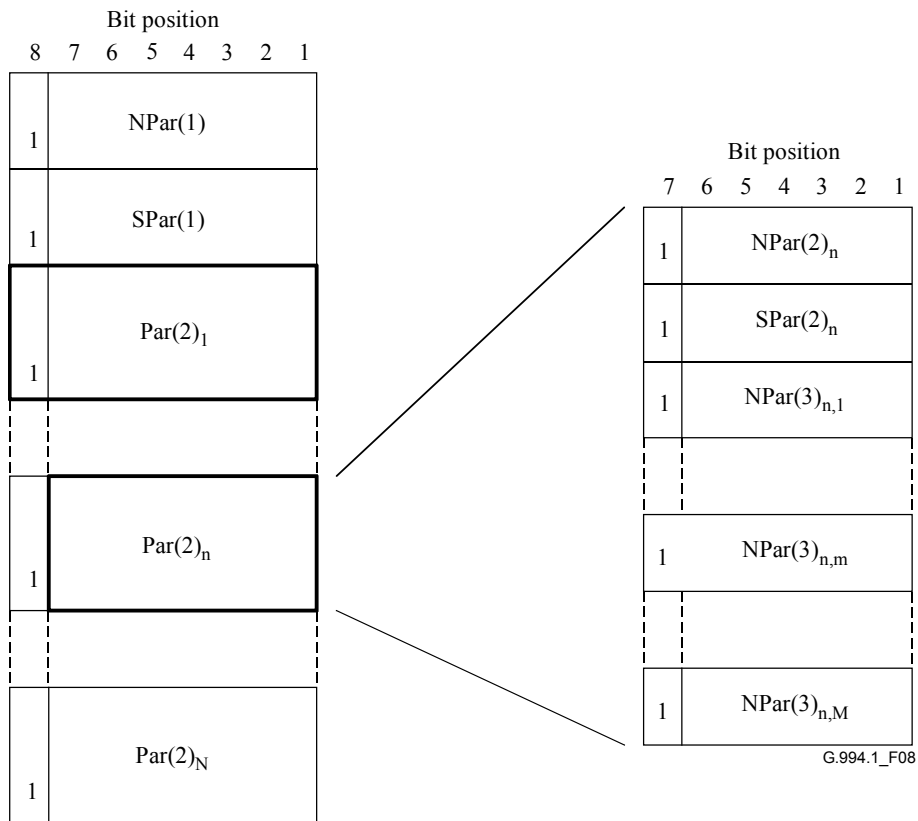 Bit position
8 7 6 5 4 3 2 1
NPar(1)
1
SPar(1)
1
Par(2)1
1
Par(2)n
1
Par(2)N
1
Bit position
7 6 5 4 3 2 1
1 NPar(2)n
1 SPar(2)n
1 NPar(3)n,1
1 NPar(3)n,m
1 NPar(3)n,M
G.994.1_F08